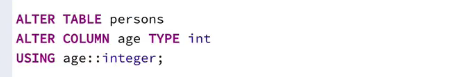 ALTER TABLE persons
ALTER COLUMN age TYPE int
USING age::integer;